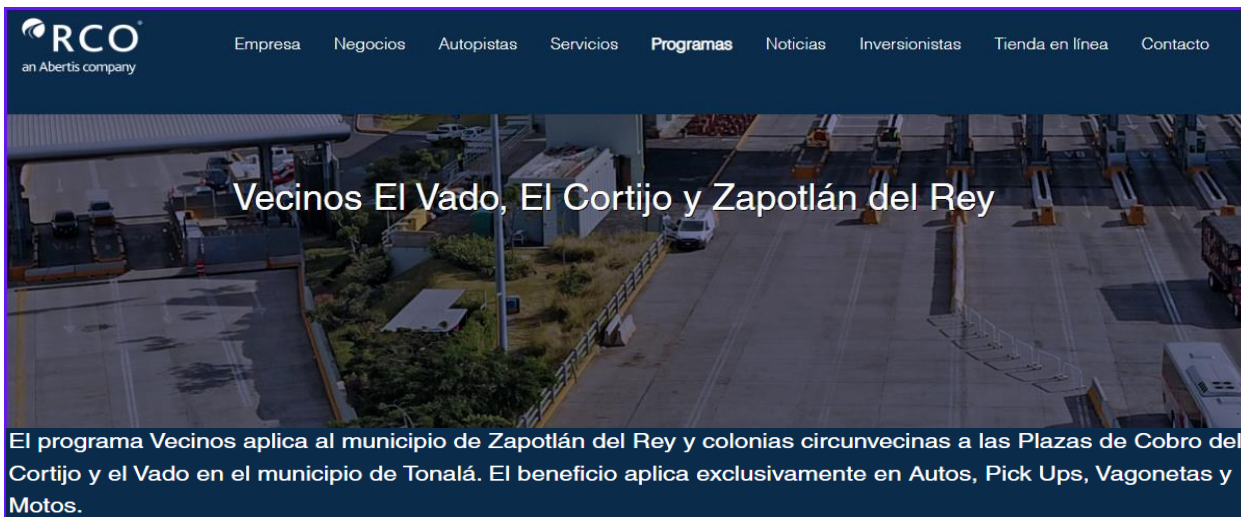 RCO
an Abertis company
Empresa Negocios Autopistas Servicios Programas Noticias Inversionistas Tienda en línea Contacto
Vecinos El Vado, El Cortijo y Zapotlán del Rey
El programa Vecinos aplica al municipio de Zapotlán del Rey y colonias circunvecinas a las Plazas de Cobro del
Cortijo y el Vado en el municipio de Tonalá. El beneficio aplica exclusivamente en Autos, Pick Ups, Vagonetas y
Motos.